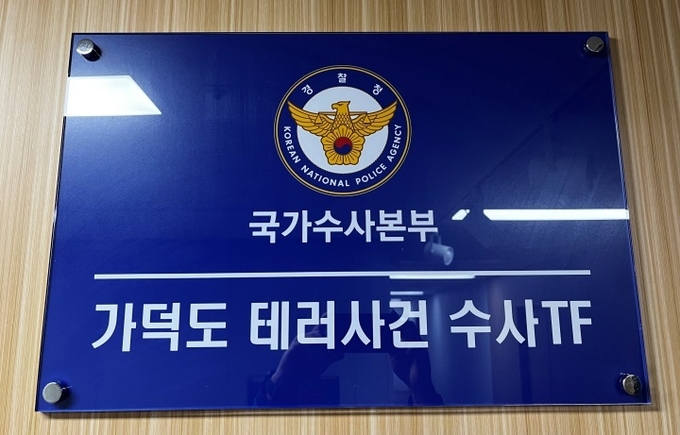 경찰청
KOREAN NATIONAL POLICE AGENCY
국가수사본부
가덕도 테러사건 수사TF